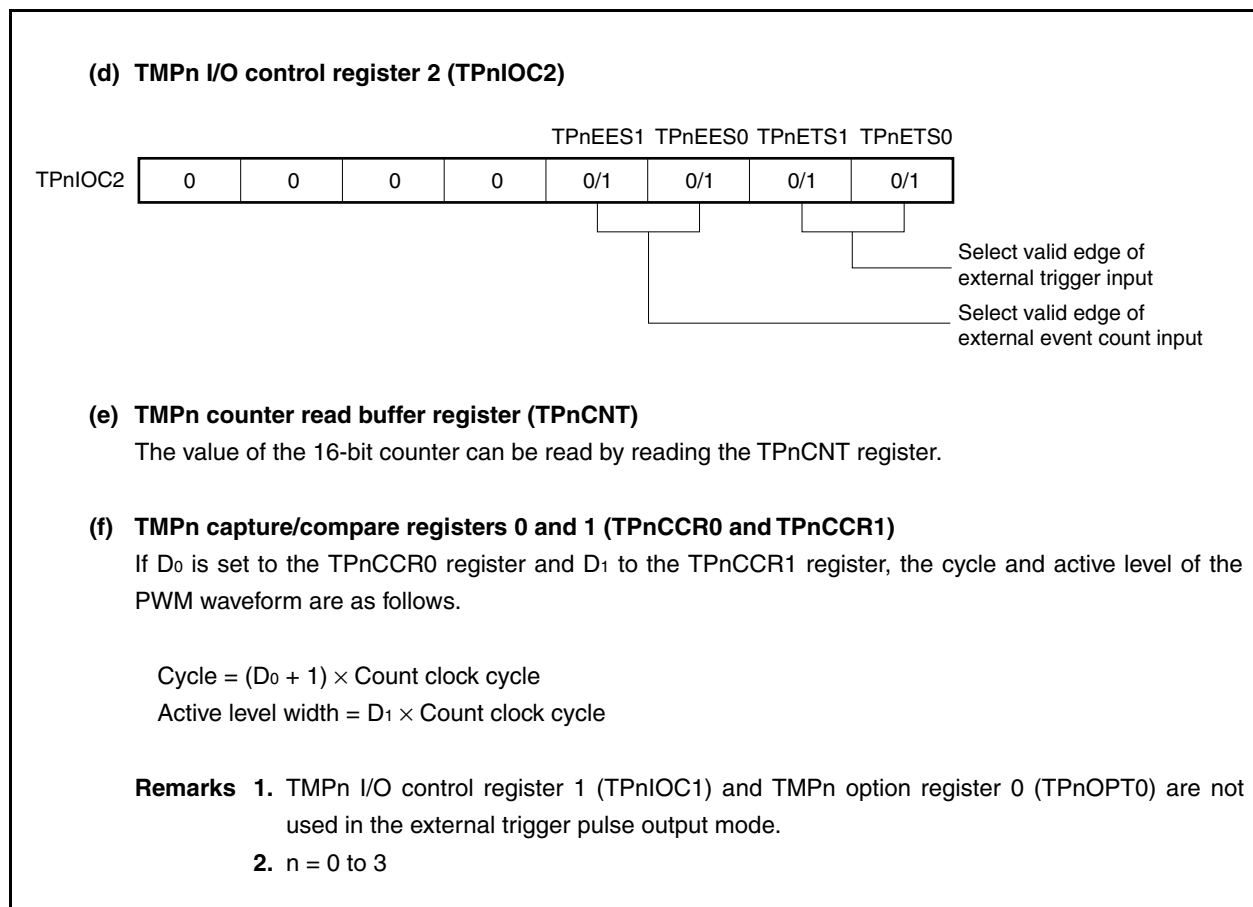 (d) TMPn I/O control register 2 (TPnIOC2)
TPnEES1 TPnEES0 TPnETS1 TPnETS0
TPnIOC2 0 0 0 0 0/1 0/1 0/1 0/1
Select valid edge of
external trigger input
Select valid edge of
external event count input
(e) TMPn counter read buffer register (TPnCNT)
The value of the 16-bit counter can be read by reading the TPnCNT register.
(f) TMPn capture/compare registers 0 and 1 (TPnCCR0 and TPnCCR1)
If D0 is set to the TPnCCR0 register and D1 to the TPnCCR1 register, the cycle and active level of the
PWM waveform are as follows.
Cycle = (D0 + 1) × Count clock cycle
Active level width = D1 × Count clock cycle
Remarks 1. TMPn I/O control register 1 (TPnIOC1) and TMPn option register 0 (TPnOPT0) are not
used in the external trigger pulse output mode.
2. n = 0 to 3